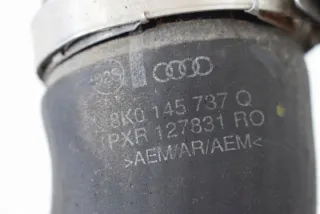 8K0 145 737 Q
PXR 127831 RO
>AEM/AR/AEM<